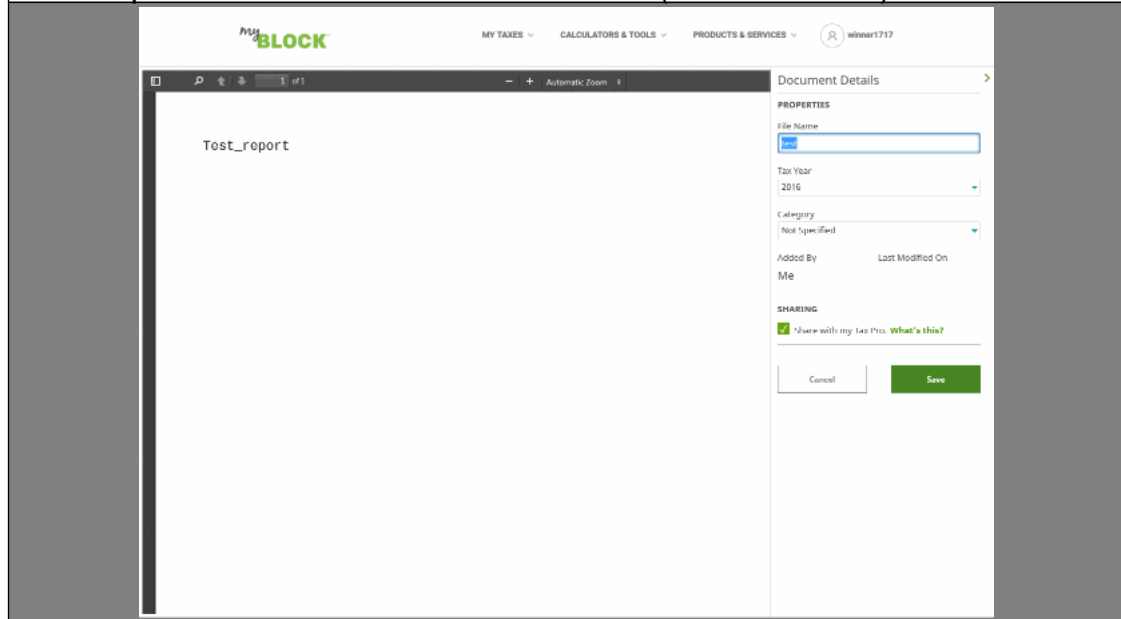 my BLOCK
MY TAXES
CALCULATORS & TOOLS
PRODUCTS & SERVICES
winner1717
1 of 1
Automatic Zoom
Test_report
Document Details
PROPERTIES
File Name
Tax Year
2016
Category
Not Specified
Added By
Last Modified On
Me
SHARING
Share with my Tax Pro. What's this?
Cancel
Save